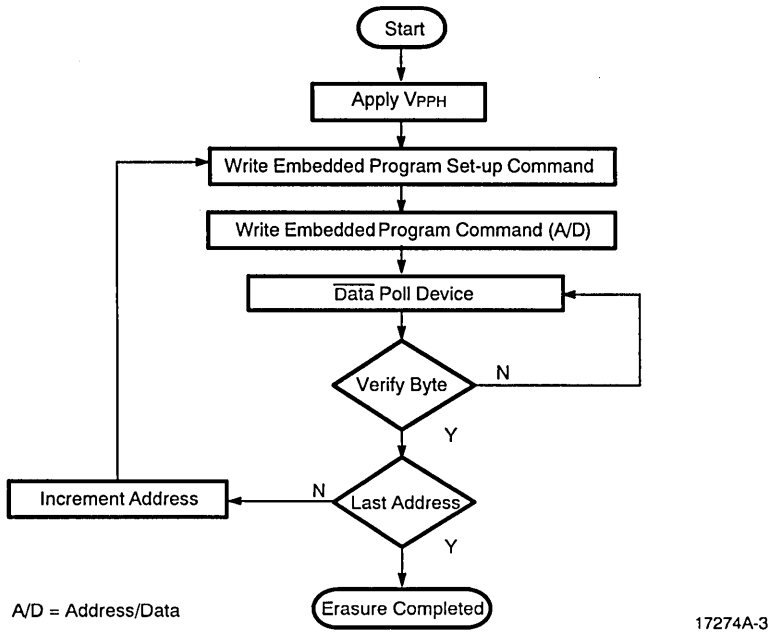 Start
Apply VPPH
Write Embedded Program Set-up Command
Write Embedded Program Command (A/D)
Data Poll Device
Verify Byte
N
Y
Increment Address
N
Last Address
Y
Erasure Completed
A/D = Address/Data
17274A-3